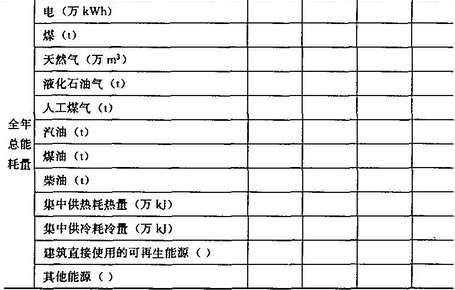 电（万 kWh）
煤（t）
天然气（万 m³）
液化石油气（t）
人工煤气（t）
全年总能耗量
汽油（t）
煤油（t）
柴油（t）
集中供热耗热量（万 kJ）
集中供冷耗冷量（万 kJ）
建筑直接使用的可再生能源（）
其他能源（）